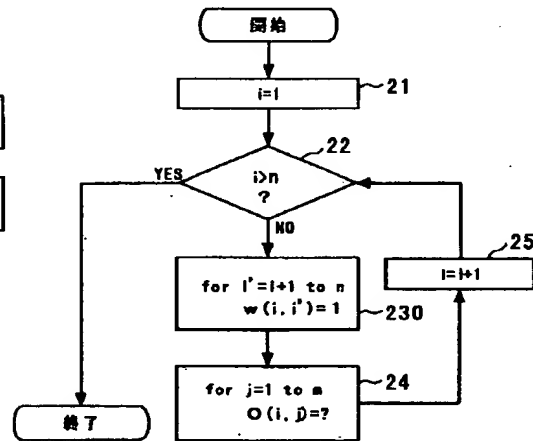 開始
i=1
21
22
YES
i>n
?
NO
25
i=i+1
for i'=i+1 to n
w(i, i')=1
230
for j=1 to m
O(i, j)=?
24
終了